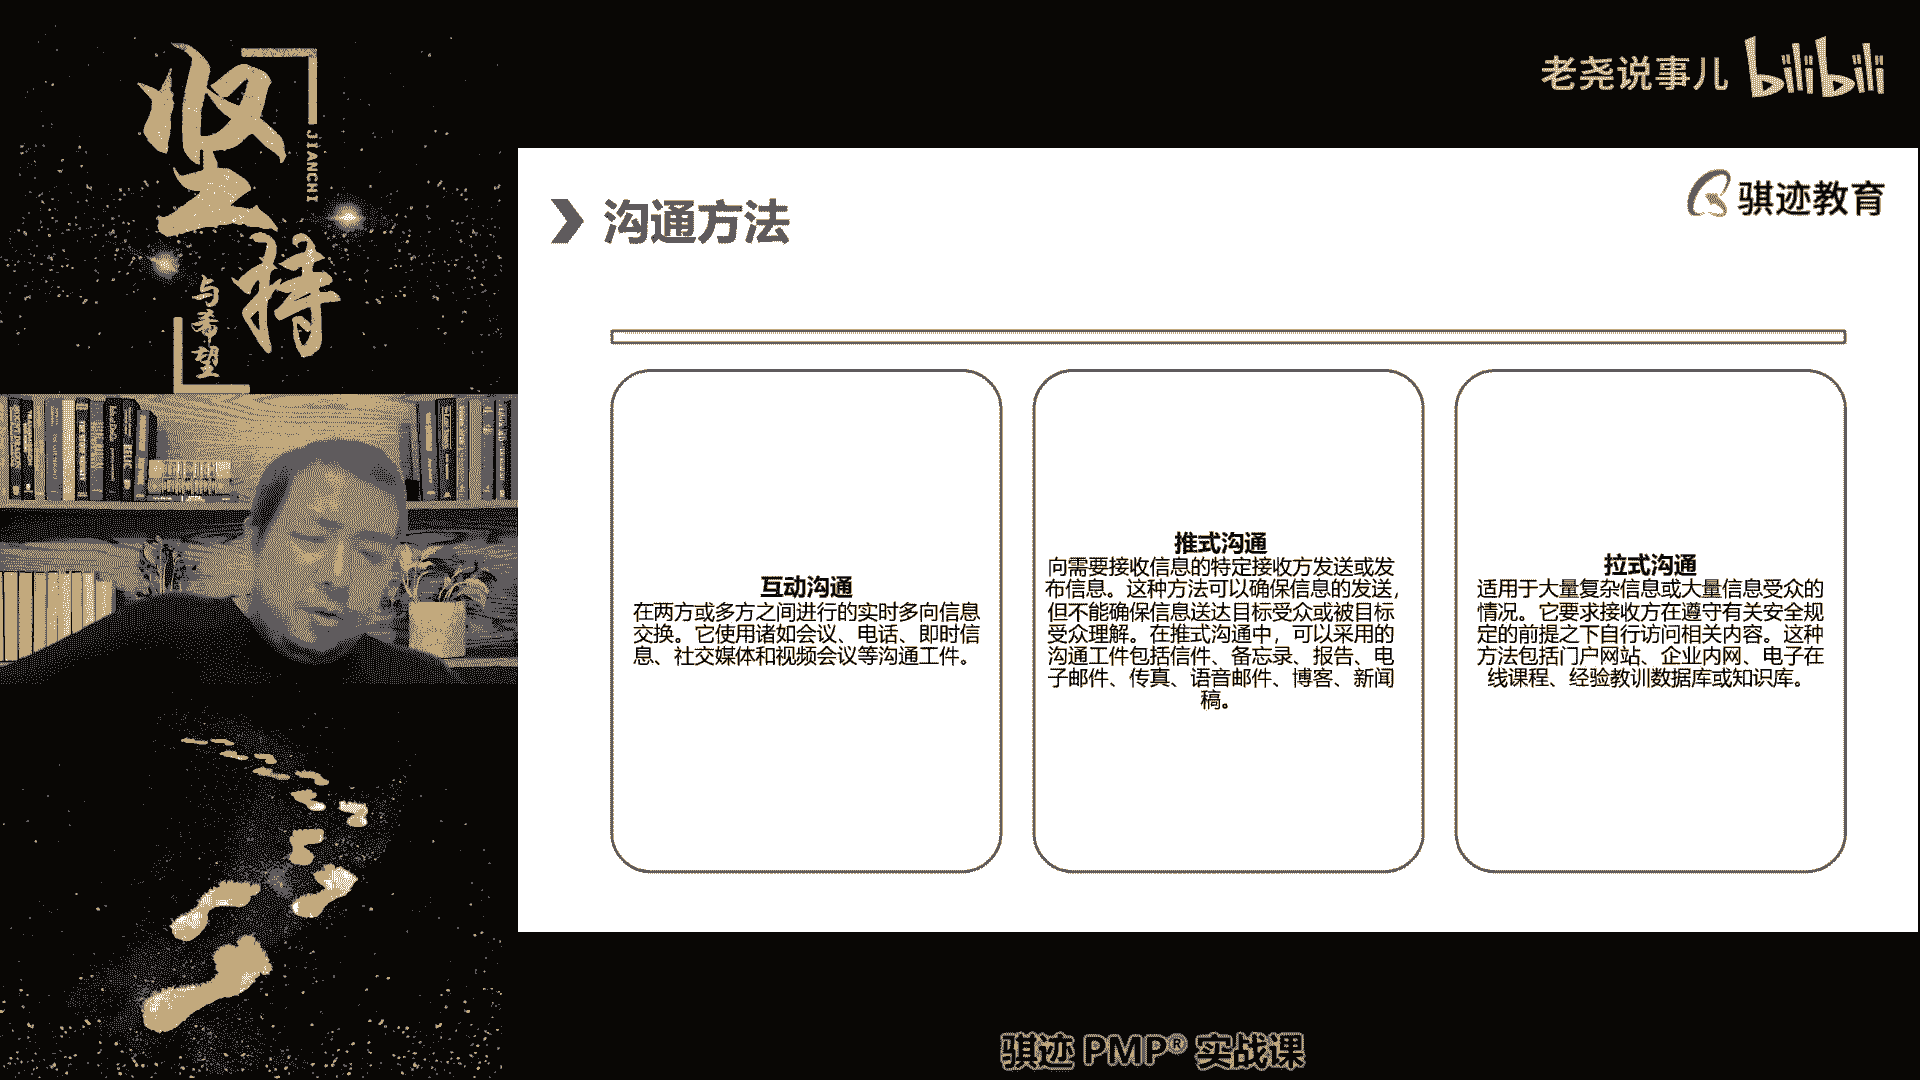 坚持
JIANCHI
与希望
老尧说事儿 bilibili
骐迹教育
沟通方法
互动沟通
在两方或多方之间进行的实时多向信息
交换。它使用诸如会议、电话、即时信
息、社交媒体和视频会议等沟通工件。
推式沟通
向需要接收信息的特定接收方发送或发
布信息。这种方法可以确保信息的发送，
但不能确保信息送达目标受众或被目标
受众理解。在推式沟通中，可以采用的
沟通工件包括信件、备忘录、报告、电
子邮件、传真、语音邮件、博客、新闻
稿。
拉式沟通
适用于大量复杂信息或大量信息受众的
情况。它要求接收方在遵守有关安全规
定的前提之下自行访问相关内容。这种
方法包括门户网站、企业内网、电子在
线课程、经验教训数据库或知识库。
骐迹 PMP® 实战课